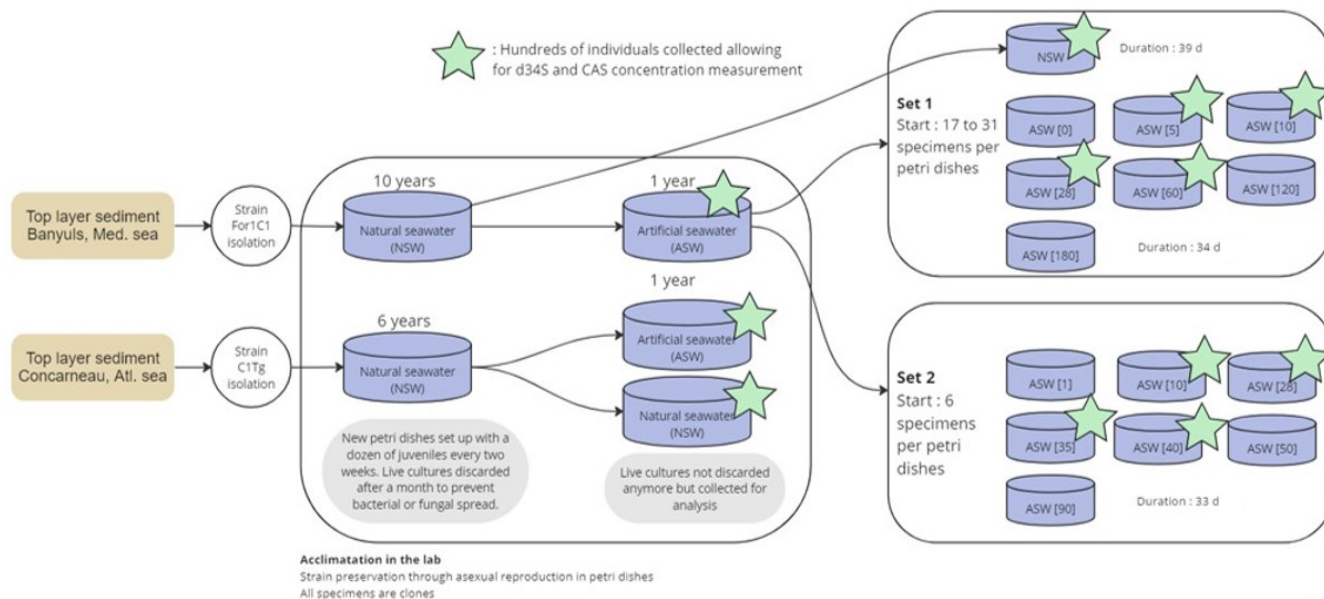 : Hundreds of individuals collected allowing
for d34S and CAS concentration measurement
Top layer sediment
Banyuls, Med. sea
Strain
For1C1
isolation
10 years
Natural seawater
(NSW)
1 year
Artificial seawater
(ASW)
Top layer sediment
Concarneau, Atl. sea
Strain
C1Tg
isolation
6 years
Natural seawater
(NSW)
1 year
Artificial seawater
(ASW)
Natural seawater
(NSW)
New petri dishes set up with a
dozen of juveniles every two
weeks. Live cultures discarded
after a month to prevent
bacterial or fungal spread.
Live cultures not discarded
anymore but collected for
analysis
Acclimatation in the lab
Strain preservation through asexual reproduction in petri dishes
All specimens are clones
NSW
Duration : 39 d
Set 1
Start : 17 to 31
specimens per
petri dishes
ASW [0]
ASW [5]
ASW [10]
ASW [28]
ASW [60]
ASW [120]
ASW [180]
Duration : 34 d
Set 2
Start : 6
specimens
per petri
dishes
ASW [1]
ASW [10]
ASW [28]
ASW [35]
ASW [40]
ASW [50]
ASW [90]
Duration : 33 d